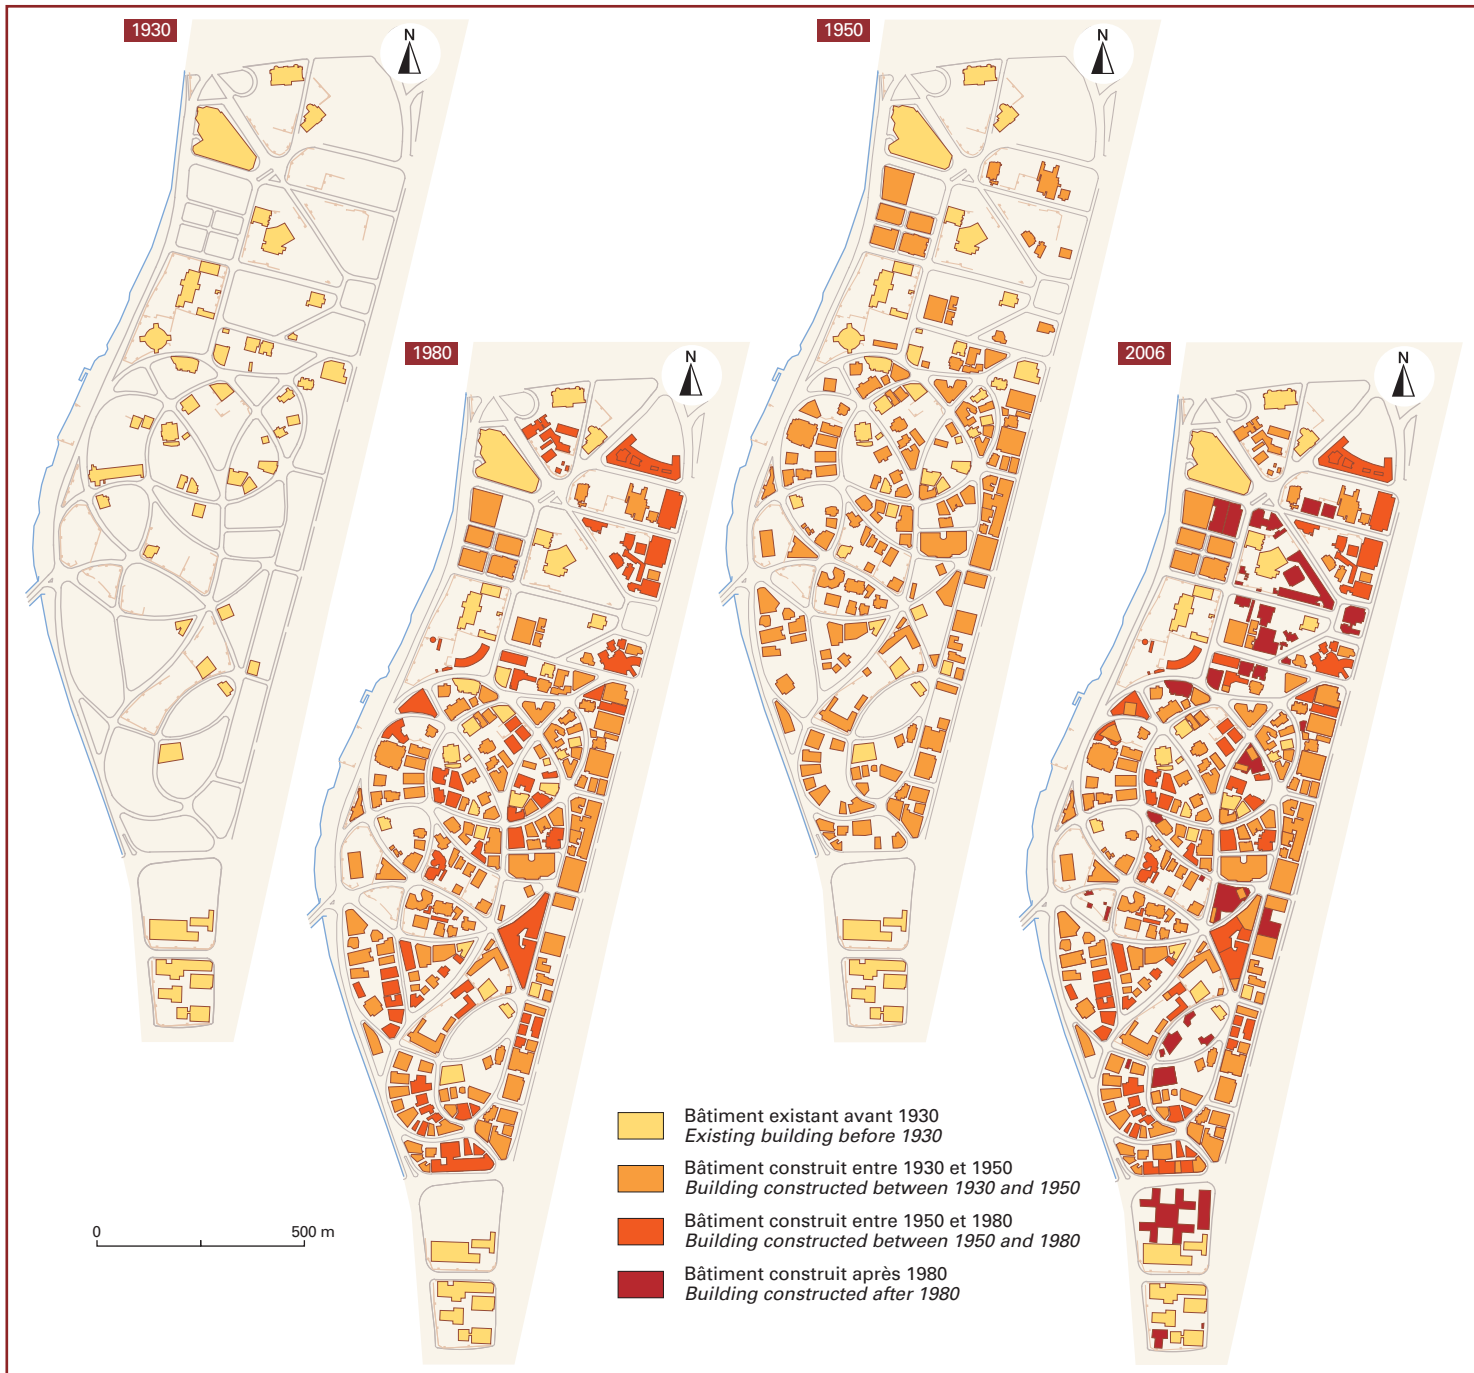 1930
N
1950
N
1980
N
2006
N
Bâtiment existant avant 1930
Existing building before 1930
Bâtiment construit entre 1930 et 1950
Building constructed between 1930 and 1950
Bâtiment construit entre 1950 et 1980
Building constructed between 1950 and 1980
Bâtiment construit après 1980
Building constructed after 1980
0 500 m